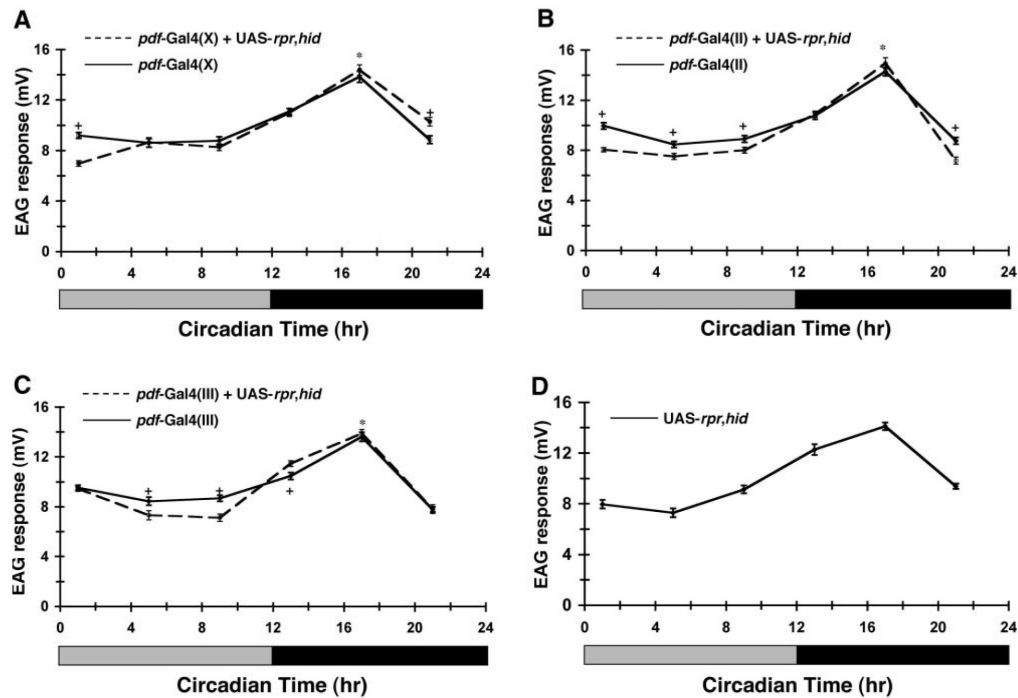 A
pdf-Gal4(X) + UAS-rpr,hid
pdf-Gal4(X)
EAG response (mV)
16
12
8
4
0
*
+
+
0 4 8 12 16 20 24
Circadian Time (hr)
B
pdf-Gal4(II) + UAS-rpr,hid
pdf-Gal4(II)
EAG response (mV)
16
12
8
4
0
*
+
+
+
+
0 4 8 12 16 20 24
Circadian Time (hr)
C
pdf-Gal4(III) + UAS-rpr,hid
pdf-Gal4(III)
EAG response (mV)
16
12
8
4
0
*
+
+
+
0 4 8 12 16 20 24
Circadian Time (hr)
D
UAS-rpr,hid
EAG response (mV)
16
12
8
4
0
0 4 8 12 16 20 24
Circadian Time (hr)